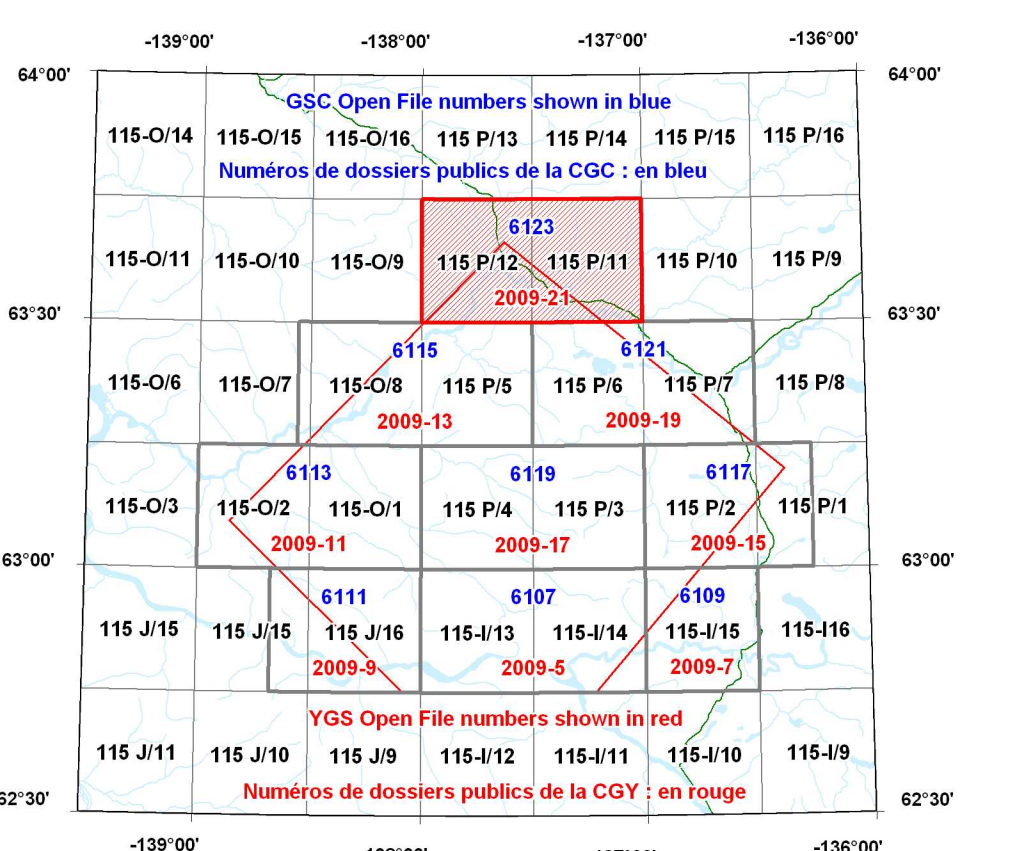 -139°00' -138°00' -137°00' -136°00'
64°00' 64°00'
GSC Open File numbers shown in blue
115-O/14 115-O/15 115-O/16 115 P/13 115 P/14 115 P/15 115 P/16
Numéros de dossiers publics de la CGC : en bleu
6123
115-O/11 115-O/10 115-O/9 115 P/12 115 P/11 115 P/10 115 P/9
2009-21
63°30' 63°30'
6115 6121
115-O/6 115-O/7 115-O/8 115 P/5 115 P/6 115 P/7 115 P/8
2009-13 2009-19
6113 6119 6117
115-O/3 115-O/2 115-O/1 115 P/4 115 P/3 115 P/2 115 P/1
2009-11 2009-17 2009-15
63°00' 63°00'
6111 6107 6109
115 J/15 115 J/15 115 J/16 115-I/13 115-I/14 115-I/15 115-I16
2009-9 2009-5 2009-7
YGS Open File numbers shown in red
115 J/11 115 J/10 115 J/9 115-I/12 115-I/11 115-I/10 115-I/9
Numéros de dossiers publics de la CGY : en rouge
62°30' 62°30'
-139°00' -138°00' -137°00' -136°00'